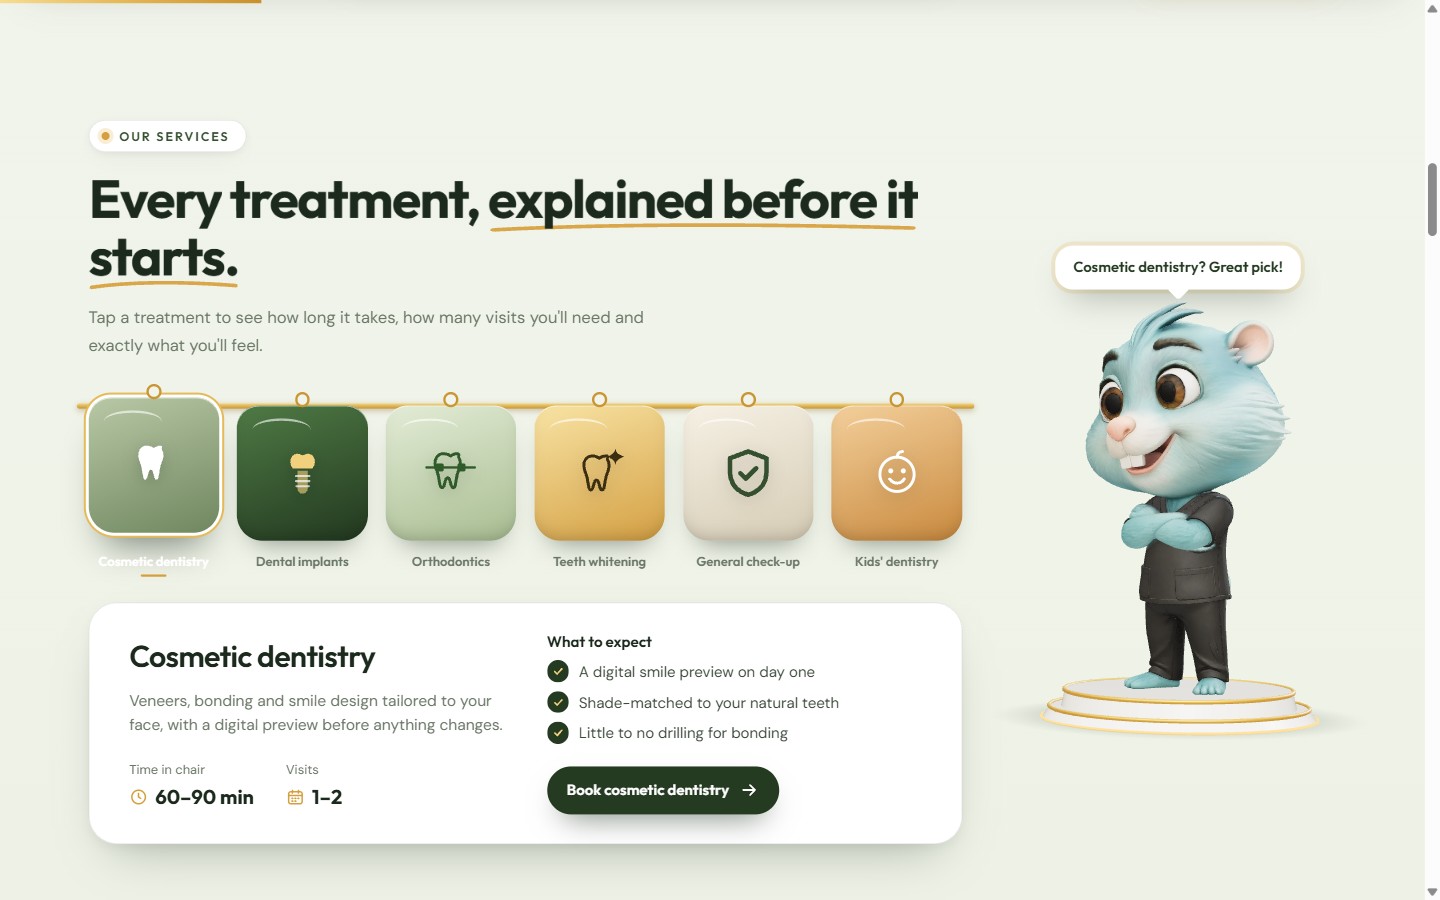 OUR SERVICES
Every treatment, explained before it
starts.
Tap a treatment to see how long it takes, how many visits you'll need and
exactly what you'll feel.
Cosmetic dentistry? Great pick!
Cosmetic dentistry
Dental implants
Orthodontics
Teeth whitening
General check-up
Kids' dentistry
Cosmetic dentistry
Veneers, bonding and smile design tailored to your
face, with a digital preview before anything changes.
Time in chair
Visits
60–90 min
1–2
What to expect
A digital smile preview on day one
Shade-matched to your natural teeth
Little to no drilling for bonding
Book cosmetic dentistry